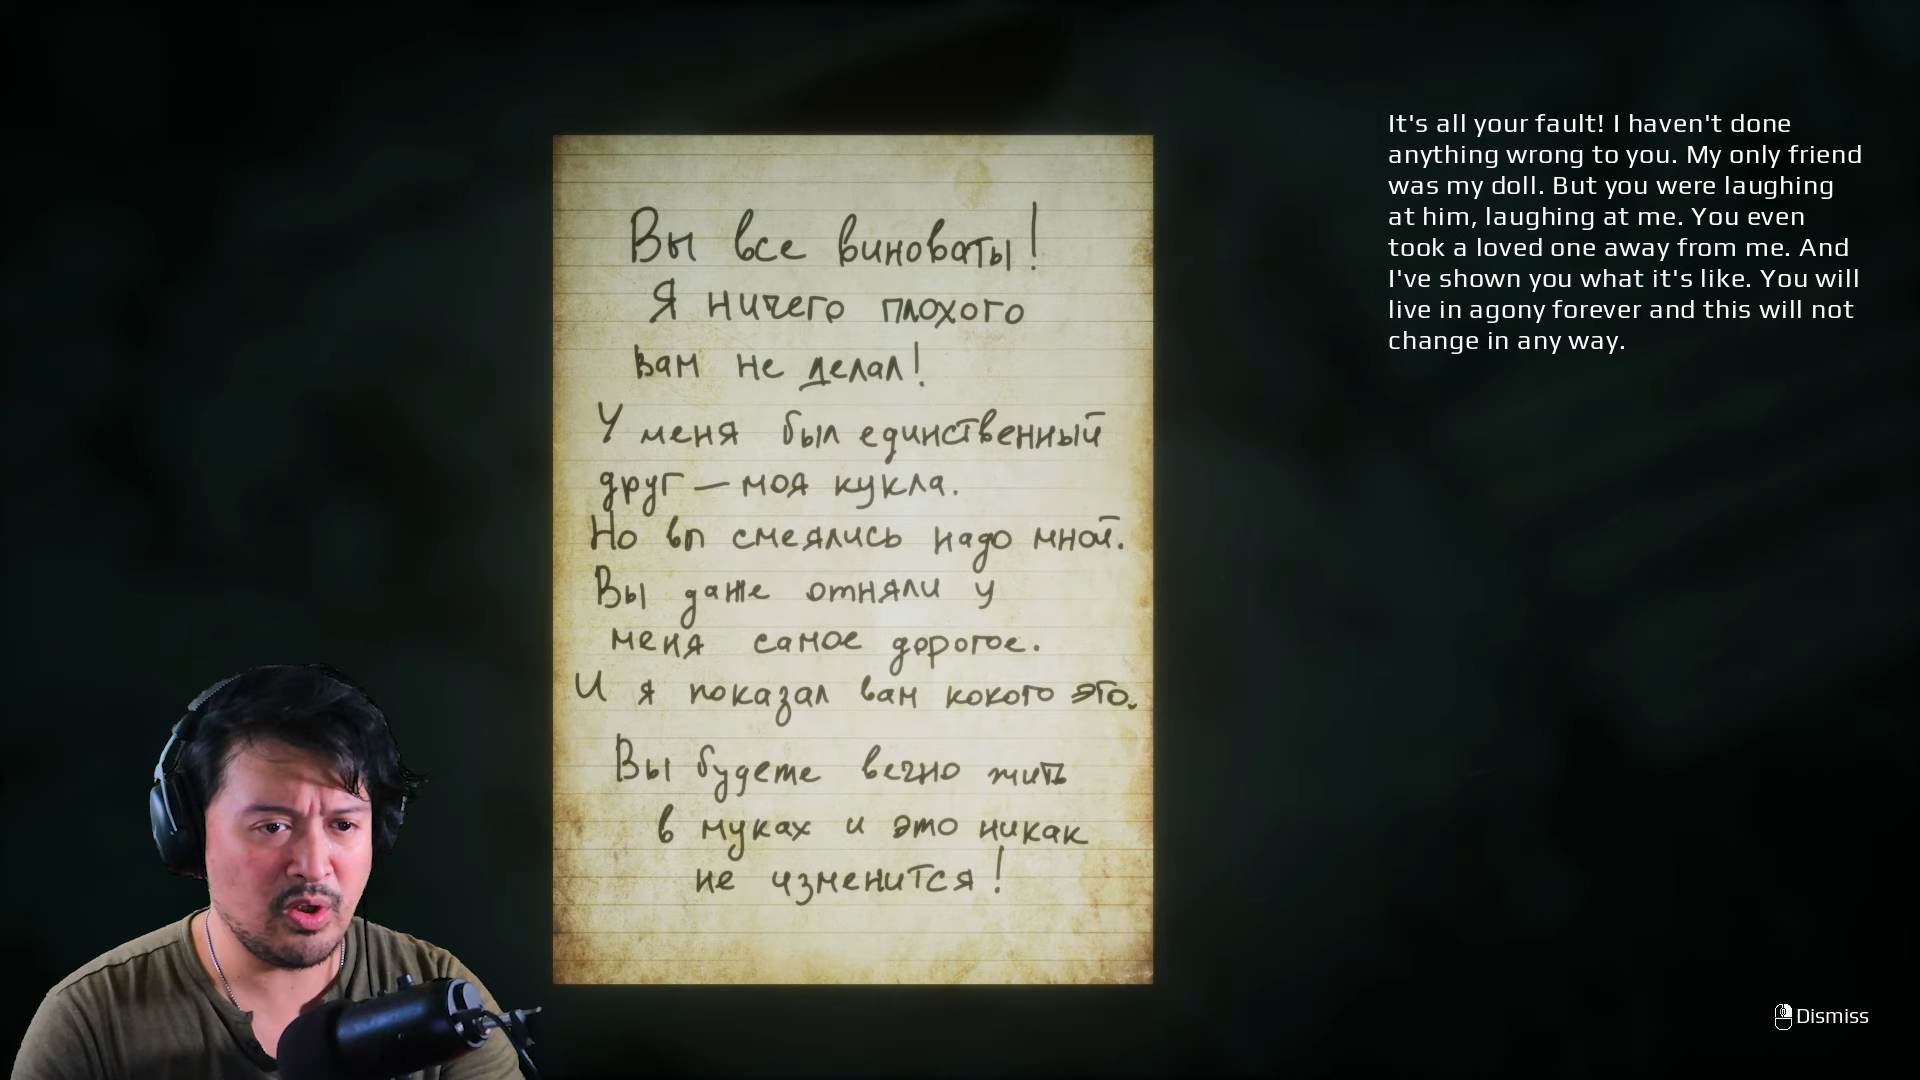 Вы все виноваты!
Я ничего плохого
вам не делал!
У меня был единственный
друг — моя кукла.
Но вы смеялись надо мной.
Вы даже отняли у
меня самое дорогое.
И я показал вам кокого это.
Вы будете вечно жить
в муках и это никак
не изменится!
It's all your fault! I haven't done
anything wrong to you. My only friend
was my doll. But you were laughing
at him, laughing at me. You even
took a loved one away from me. And
I've shown you what it's like. You will
live in agony forever and this will not
change in any way.
Dismiss